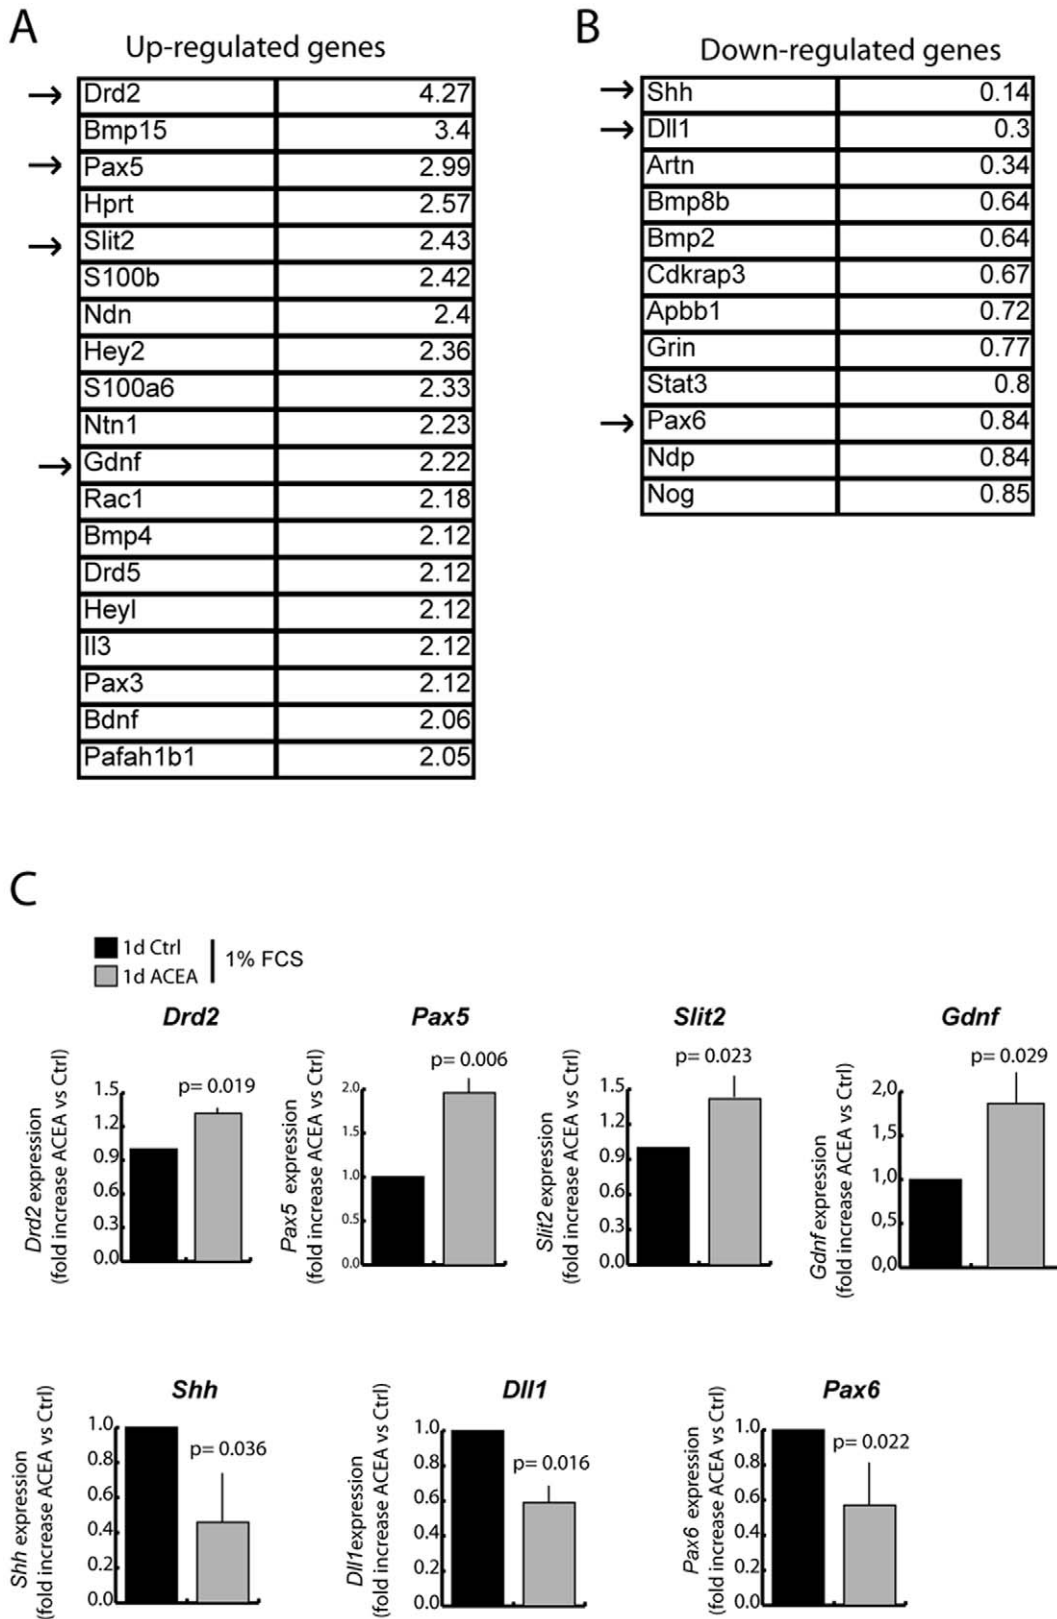 A
Up-regulated genes
→ Drd2 4.27
Bmp15 3.4
→ Pax5 2.99
Hprt 2.57
→ Slit2 2.43
S100b 2.42
Ndn 2.4
Hey2 2.36
S100a6 2.33
Ntn1 2.23
→ Gdnf 2.22
Rac1 2.18
Bmp4 2.12
Drd5 2.12
Heyl 2.12
Il3 2.12
Pax3 2.12
Bdnf 2.06
Pafah1b1 2.05
B
Down-regulated genes
→ Shh 0.14
→ Dll1 0.3
Artn 0.34
Bmp8b 0.64
Bmp2 0.64
Cdkrap3 0.67
Apbb1 0.72
Grin 0.77
Stat3 0.8
→ Pax6 0.84
Ndp 0.84
Nog 0.85
C
1d Ctrl
1d ACEA
1% FCS
Drd2
Drd2 expression
(fold increase ACEA vs Ctrl)
1.5
1.2
0.9
0.6
0.3
0.0
p= 0.019
Pax5
Pax5 expression
(fold increase ACEA vs Ctrl)
2.0
1.5
1.0
0.5
0.0
p= 0.006
Slit2
Slit2 expression
(fold increase ACEA vs Ctrl)
1.5
1.2
0.9
0.6
0.3
0.0
p= 0.023
Gdnf
Gdnf expression
(fold increase ACEA vs Ctrl)
2,0
1,5
1,0
0,5
0,0
p= 0.029
Shh
Shh expression
(fold increase ACEA vs Ctrl)
1.0
0.8
0.6
0.4
0.2
0.0
p= 0.036
Dll1
Dll1expression
(fold increase ACEA vs Ctrl)
1.0
0.8
0.6
0.4
0.2
0.0
p= 0.016
Pax6
Pax6 expression
(fold increase ACEA vs Ctrl)
1.0
0.8
0.6
0.4
0.2
0.0
p= 0.022